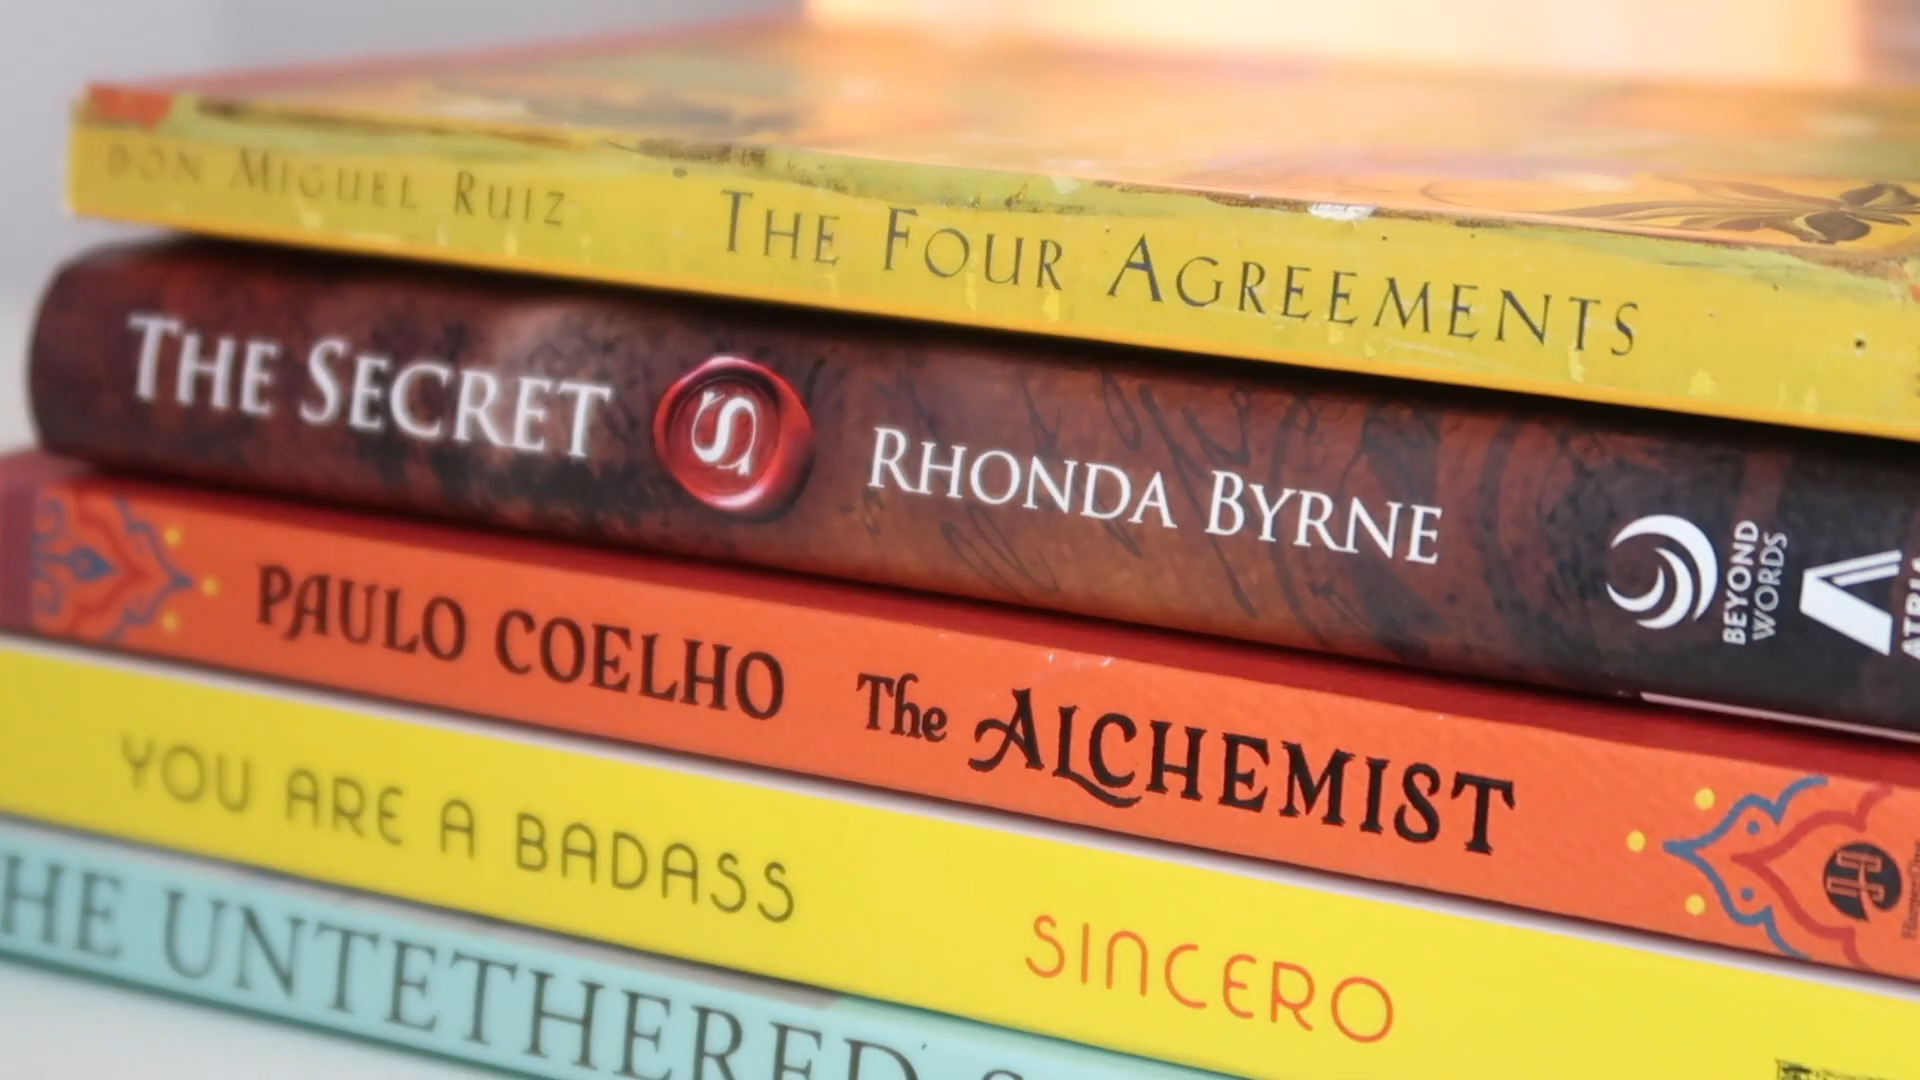 DON MIGUEL RUIZ THE FOUR AGREEMENTS
THE SECRET S RHONDA BYRNE BEYOND WORDS ATRIA
PAULO COELHO The ALCHEMIST
YOU ARE A BADASS SINCERO
HE UNTETHERED